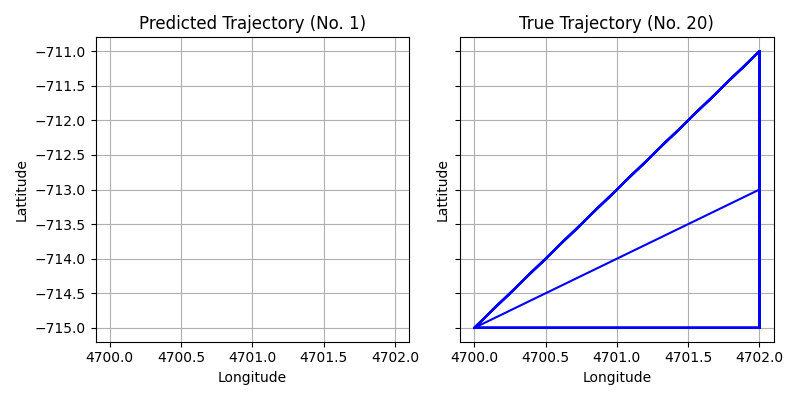 Predicted Trajectory (No. 1)
True Trajectory (No. 20)
−711.0
−711.5
−712.0
−712.5
−713.0
−713.5
−714.0
−714.5
−715.0
Lattitude
Lattitude
4700.0 4700.5 4701.0 4701.5 4702.0
4700.0 4700.5 4701.0 4701.5 4702.0
Longitude
Longitude